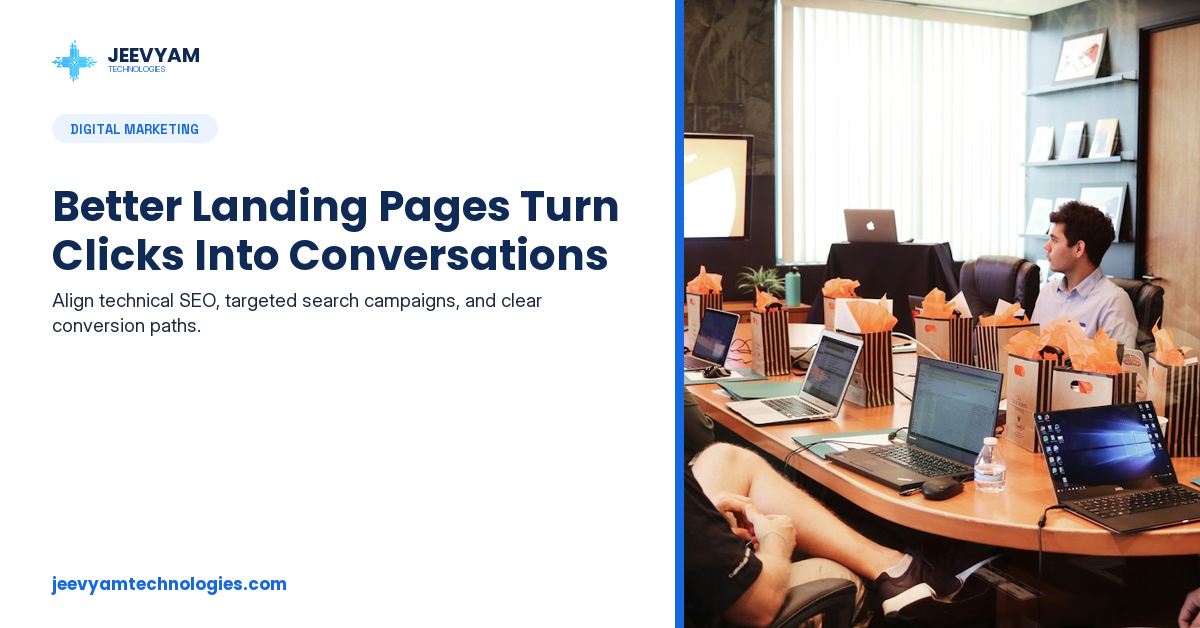 JEEVYAM
TECHNOLOGIES
DIGITAL MARKETING
Better Landing Pages Turn
Clicks Into Conversations
Align technical SEO, targeted search campaigns, and clear
conversion paths.
jeevyamtechnologies.com